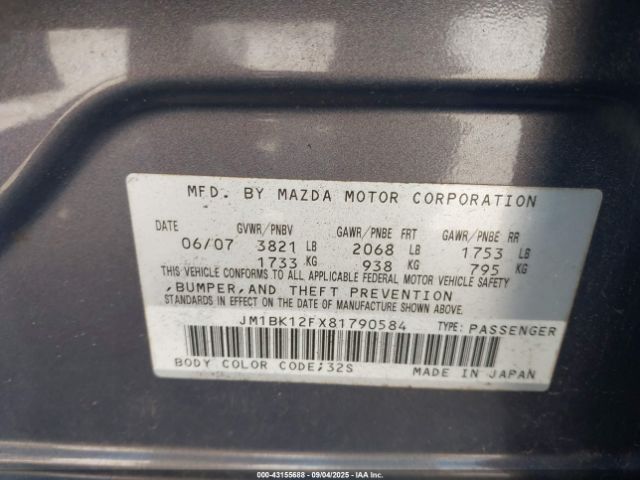 MFD. BY MAZDA MOTOR CORPORATION
DATE GVWR/PNBV GAWR/PNBE FRT GAWR/PNBE RR
06/07 3821 LB 2068 LB 1753 LB
1733 KG 938 KG 795 KG
THIS VEHICLE CONFORMS TO ALL APPLICABLE FEDERAL MOTOR VEHICLE SAFETY
,BUMPER,AND THEFT PREVENTION
STANDARDS IN EFFECT ON THE DATE OF MANUFACTURE SHOWN ABOVE.
JM1BK12FX81790584 TYPE: PASSENGER
BODY COLOR CODE;32S MADE IN JAPAN
© 43155688 - 09/04/2025 - IAA INC.